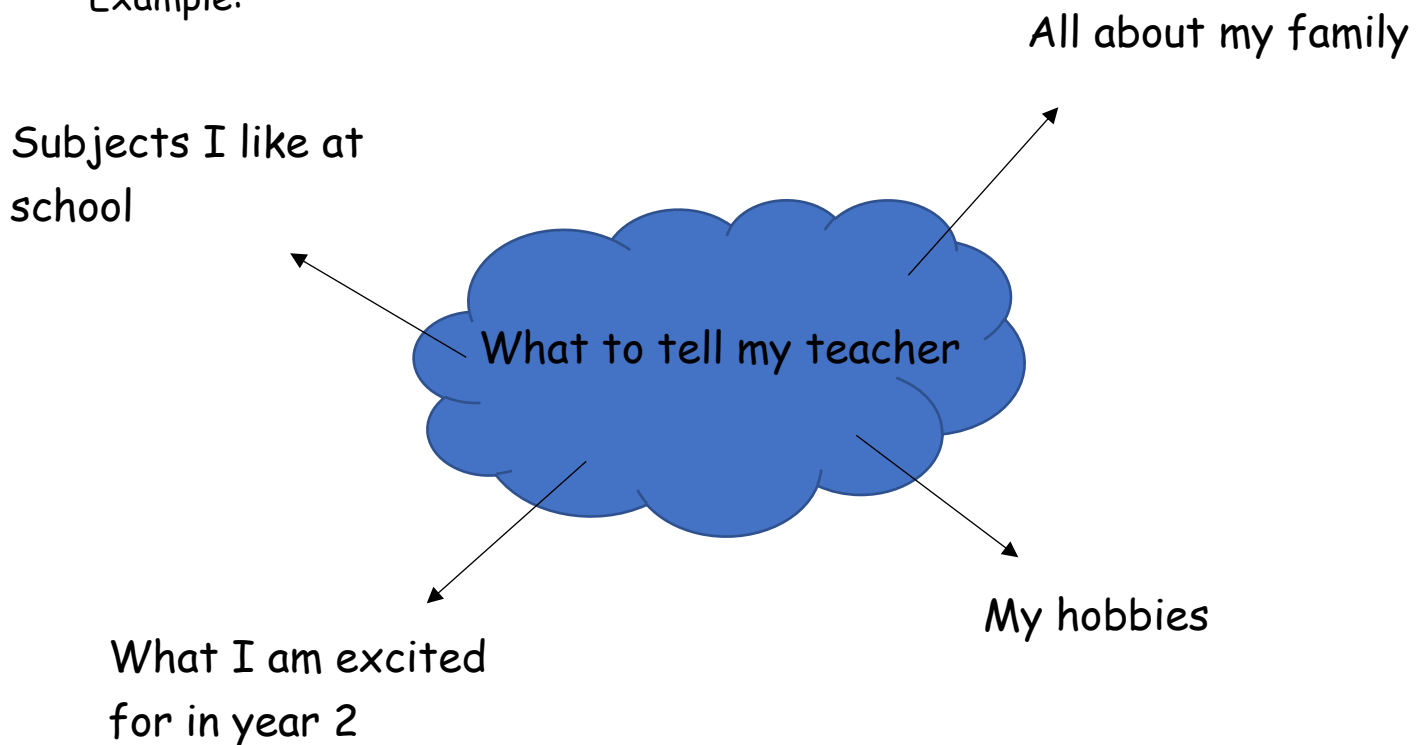 Example:
All about my family
Subjects I like at
school
What to tell my teacher
My hobbies
What I am excited
for in year 2